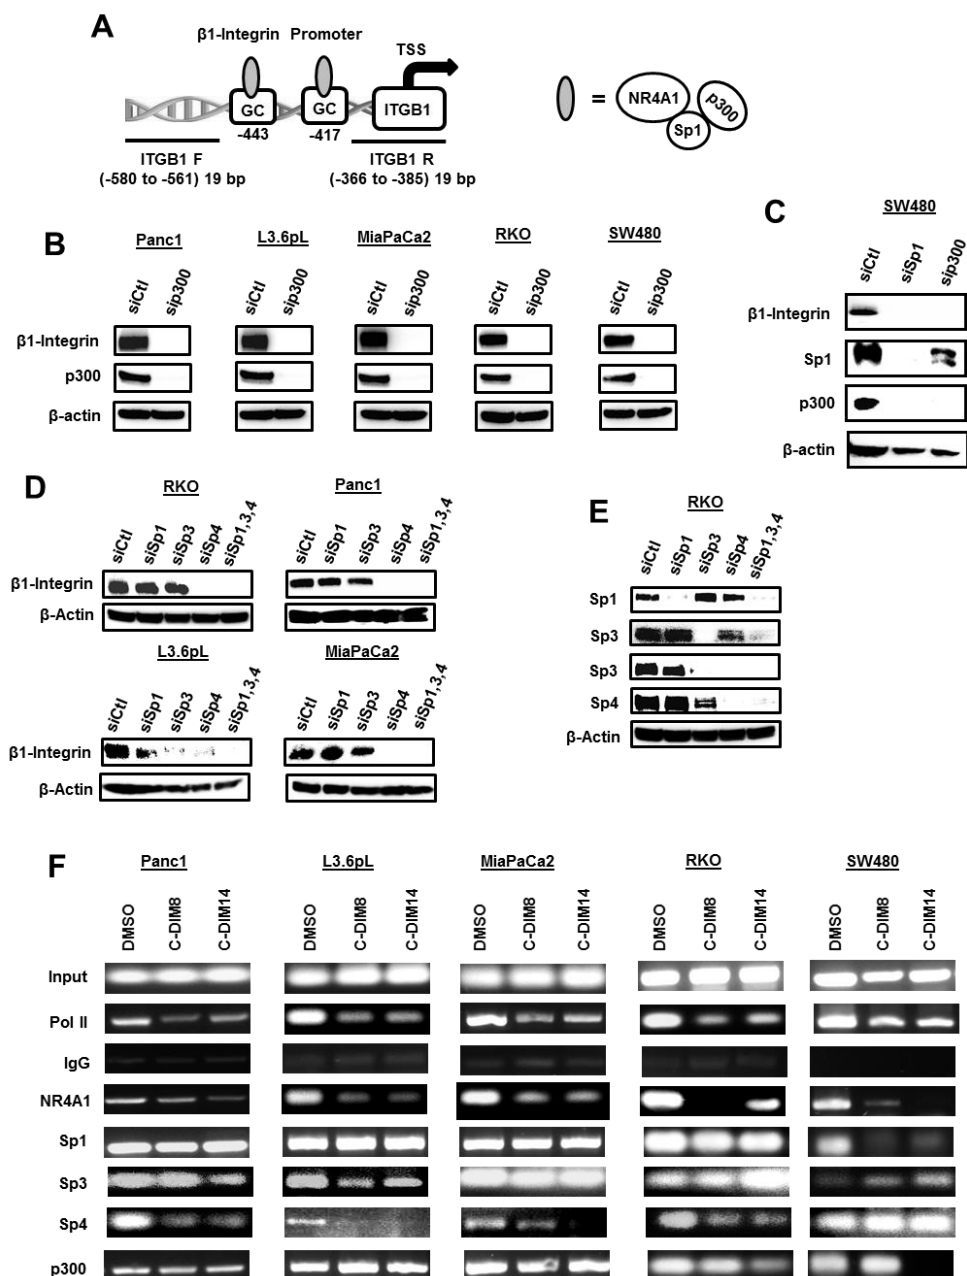 A
β1-Integrin Promoter
TSS
GC
GC
ITGB1
-443
-417
ITGB1 F
(-580 to -561) 19 bp
ITGB1 R
(-366 to -385) 19 bp
=
NR4A1
p300
Sp1
B
Panc1
L3.6pL
MiaPaCa2
RKO
SW480
siCtl
sip300
siCtl
sip300
siCtl
sip300
siCtl
sip300
siCtl
sip300
β1-Integrin
p300
β-actin
C
SW480
siCtl
siSp1
sip300
β1-Integrin
Sp1
p300
β-actin
D
RKO
siCtl
siSp1
siSp3
siSp4
siSp1,3,4
β1-Integrin
β-Actin
Panc1
siCtl
siSp1
siSp3
siSp4
siSp1,3,4
L3.6pL
siCtl
siSp1
siSp3
siSp4
siSp1,3,4
β1-Integrin
β-Actin
MiaPaCa2
siCtl
siSp1
siSp3
siSp4
siSp1,3,4
E
RKO
siCtl
siSp1
siSp3
siSp4
siSp1,3,4
Sp1
Sp3
Sp3
Sp4
β-Actin
F
Panc1
L3.6pL
MiaPaCa2
RKO
SW480
DMSO
C-DIM8
C-DIM14
DMSO
C-DIM8
C-DIM14
DMSO
C-DIM8
C-DIM14
DMSO
C-DIM8
C-DIM14
DMSO
C-DIM8
C-DIM14
Input
Pol II
IgG
NR4A1
Sp1
Sp3
Sp4
p300